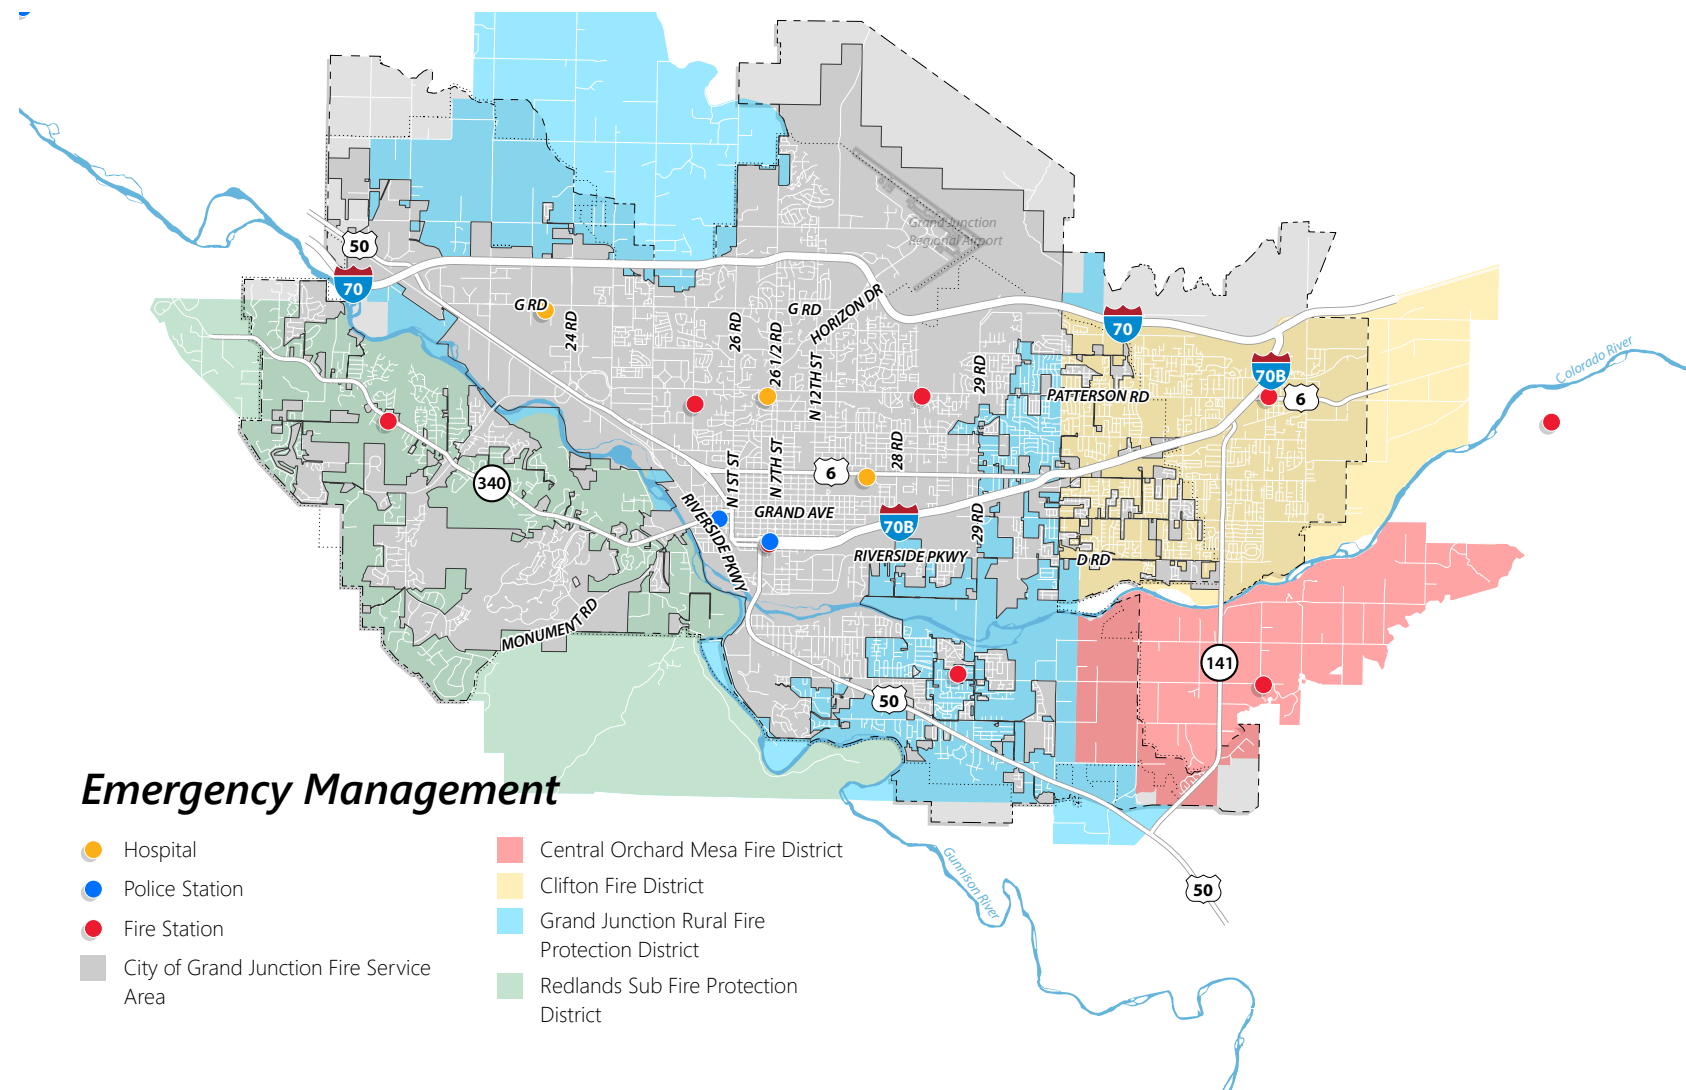 Grand Junction
Regional Airport
50
70
G RD
24 RD
26 RD
26 1/2 RD
G RD
HORIZON DR
N 12TH ST
29 RD
70
70B
6
PATTERSON RD
Colorado River
340
N 1ST ST
N 7TH ST
6
28 RD
GRAND AVE
70B
29 RD
RIVERSIDE PKWY
RIVERSIDE PKWY
D RD
MONUMENT RD
141
50
50
Gunnison River
Emergency Management
Hospital
Police Station
Fire Station
City of Grand Junction Fire Service
Area
Central Orchard Mesa Fire District
Clifton Fire District
Grand Junction Rural Fire
Protection District
Redlands Sub Fire Protection
District